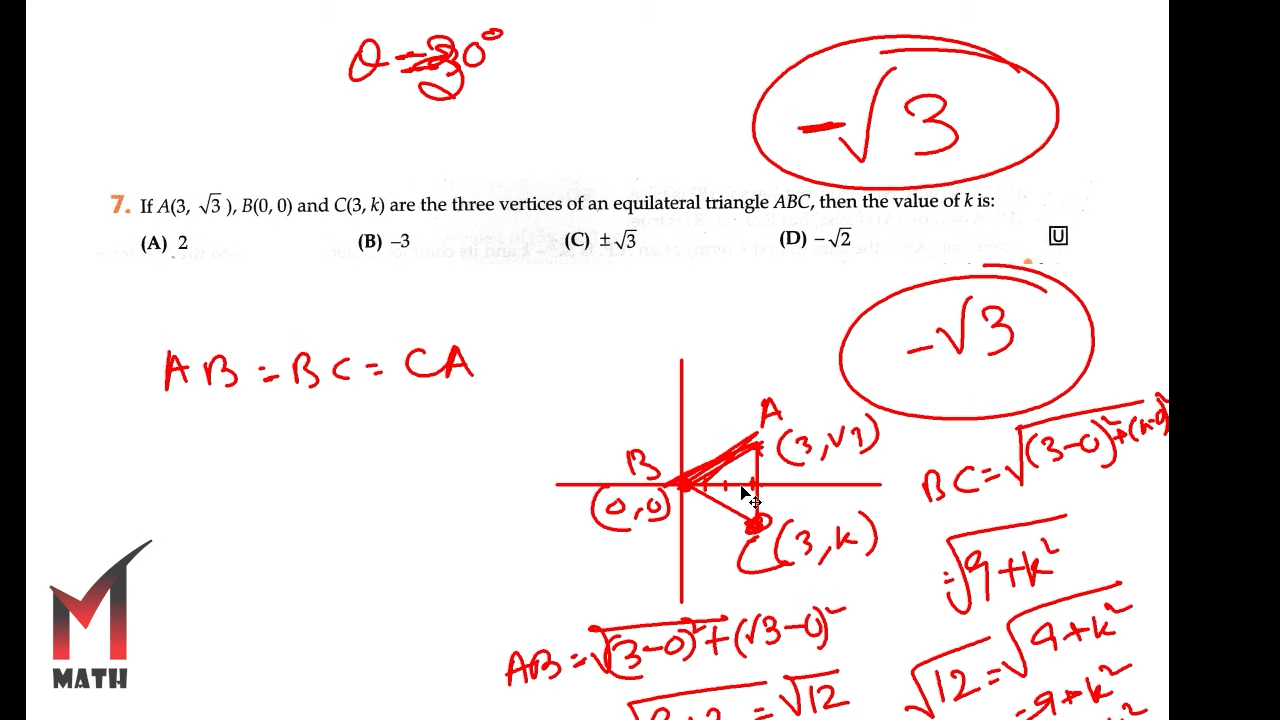 θ = 30°
-√3
7. If A(3, √3 ), B(0, 0) and C(3, k) are the three vertices of an equilateral triangle ABC, then the value of k is:
(A) 2 (B) –3 (C) ±√3 (D) –√2 U
-√3
AB = BC = CA
A
(3, √3)
B
(0,0)
C(3, k)
BC = √(3-0)²+(k-0)²
= √9+k²
AB = √(3-0)²+(√3-0)²
= √12
√12 = √9+k²
= 9+k²
MATH